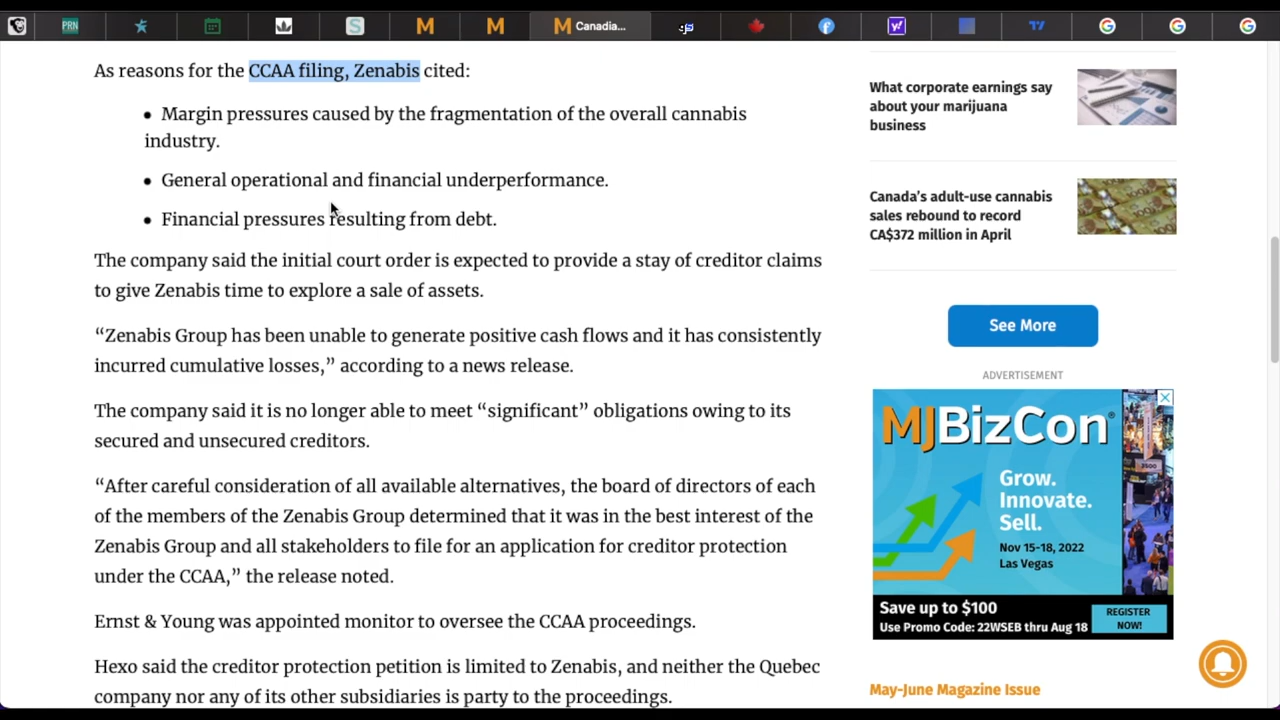 PRN
S
M
M
M Canadia...
JS
As reasons for the CCAA filing, Zenabis cited:
• Margin pressures caused by the fragmentation of the overall cannabis
industry.
• General operational and financial underperformance.
• Financial pressures resulting from debt.
The company said the initial court order is expected to provide a stay of creditor claims
to give Zenabis time to explore a sale of assets.
“Zenabis Group has been unable to generate positive cash flows and it has consistently
incurred cumulative losses,” according to a news release.
The company said it is no longer able to meet “significant” obligations owing to its
secured and unsecured creditors.
“After careful consideration of all available alternatives, the board of directors of each
of the members of the Zenabis Group determined that it was in the best interest of the
Zenabis Group and all stakeholders to file for an application for creditor protection
under the CCAA,” the release noted.
Ernst & Young was appointed monitor to oversee the CCAA proceedings.
Hexo said the creditor protection petition is limited to Zenabis, and neither the Quebec
company nor any of its other subsidiaries is party to the proceedings.
What corporate earnings say
about your marijuana
business
Canada’s adult-use cannabis
sales rebound to record
CA$372 million in April
See More
ADVERTISEMENT
MJBizCon®
Grow.
Innovate.
Sell.
Nov 15-18, 2022
Las Vegas
Save up to $100
Use Promo Code: 22WSEB thru Aug 18
REGISTER
NOW!
May-June Magazine Issue